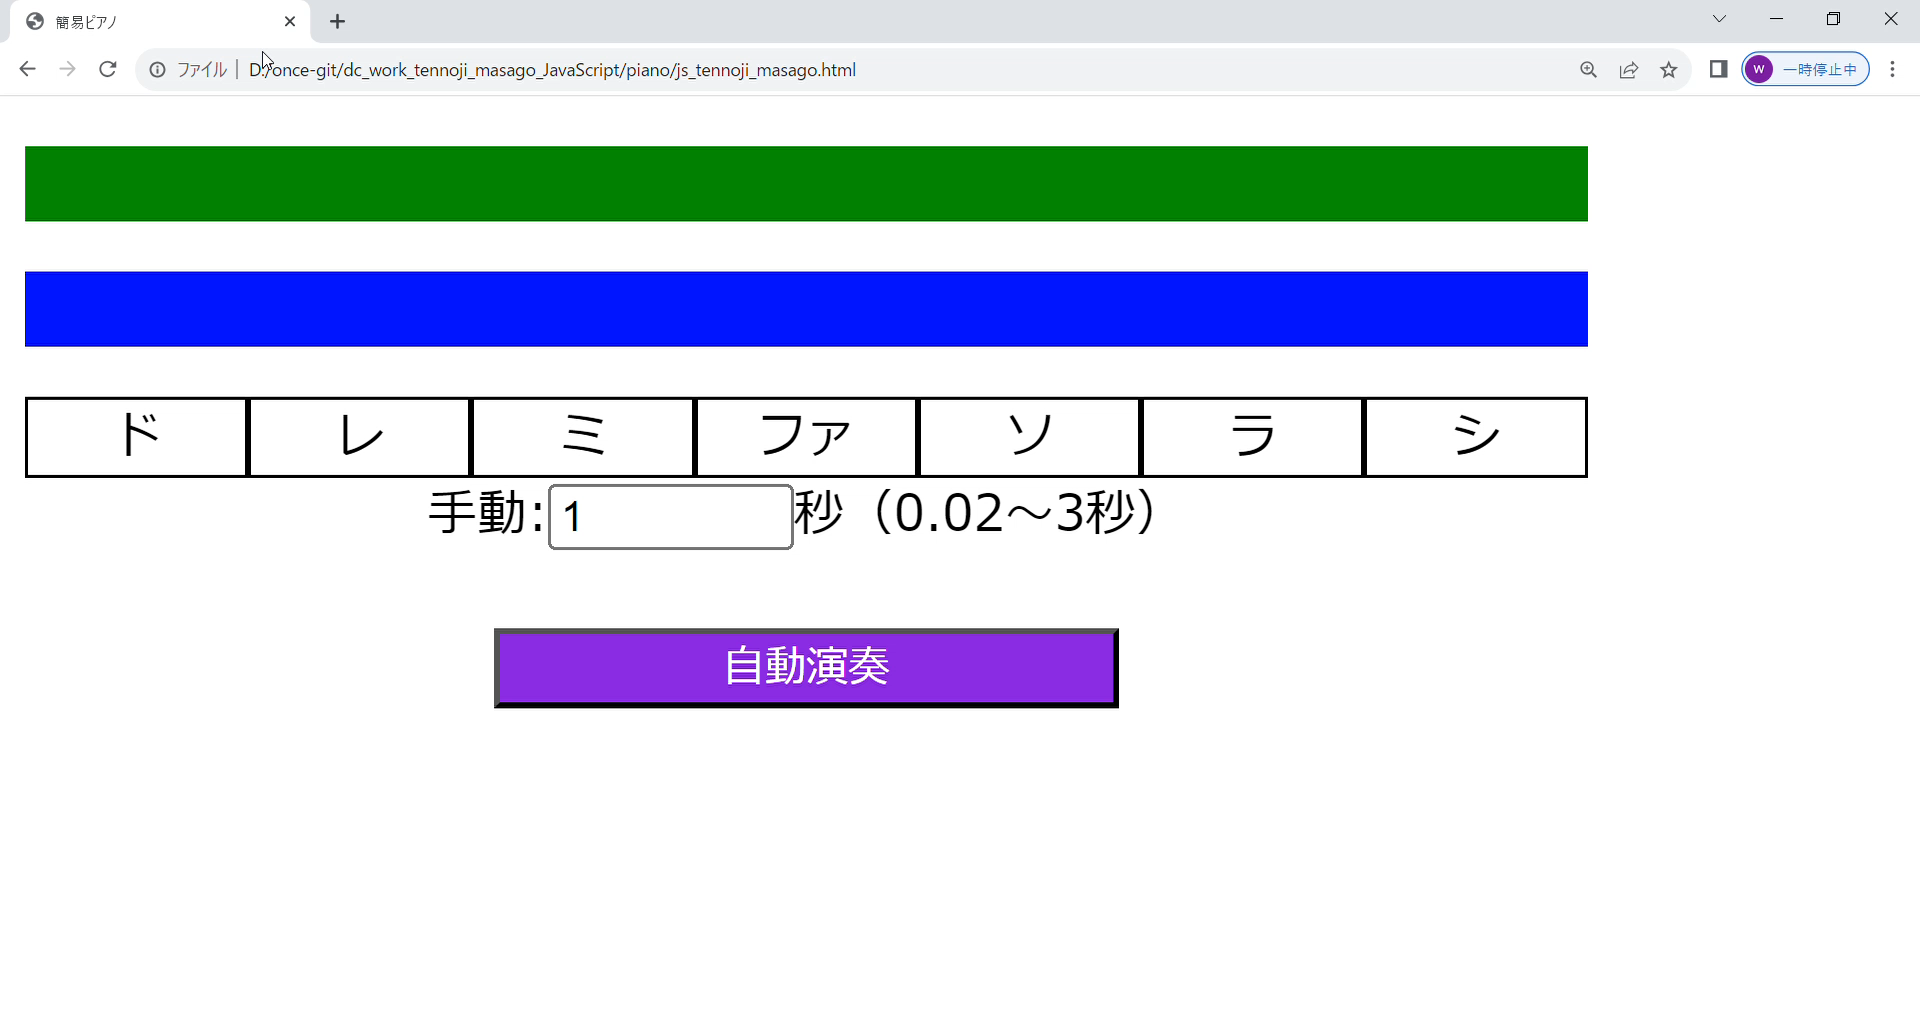 簡易ピアノ
ファイル | D:/once-git/dc_work_tennoji_masago_JavaScript/piano/js_tennoji_masago.html
W 一時停止中
ド レ ミ ファ ソ ラ シ
手動:1秒（0.02～3秒）
自動演奏